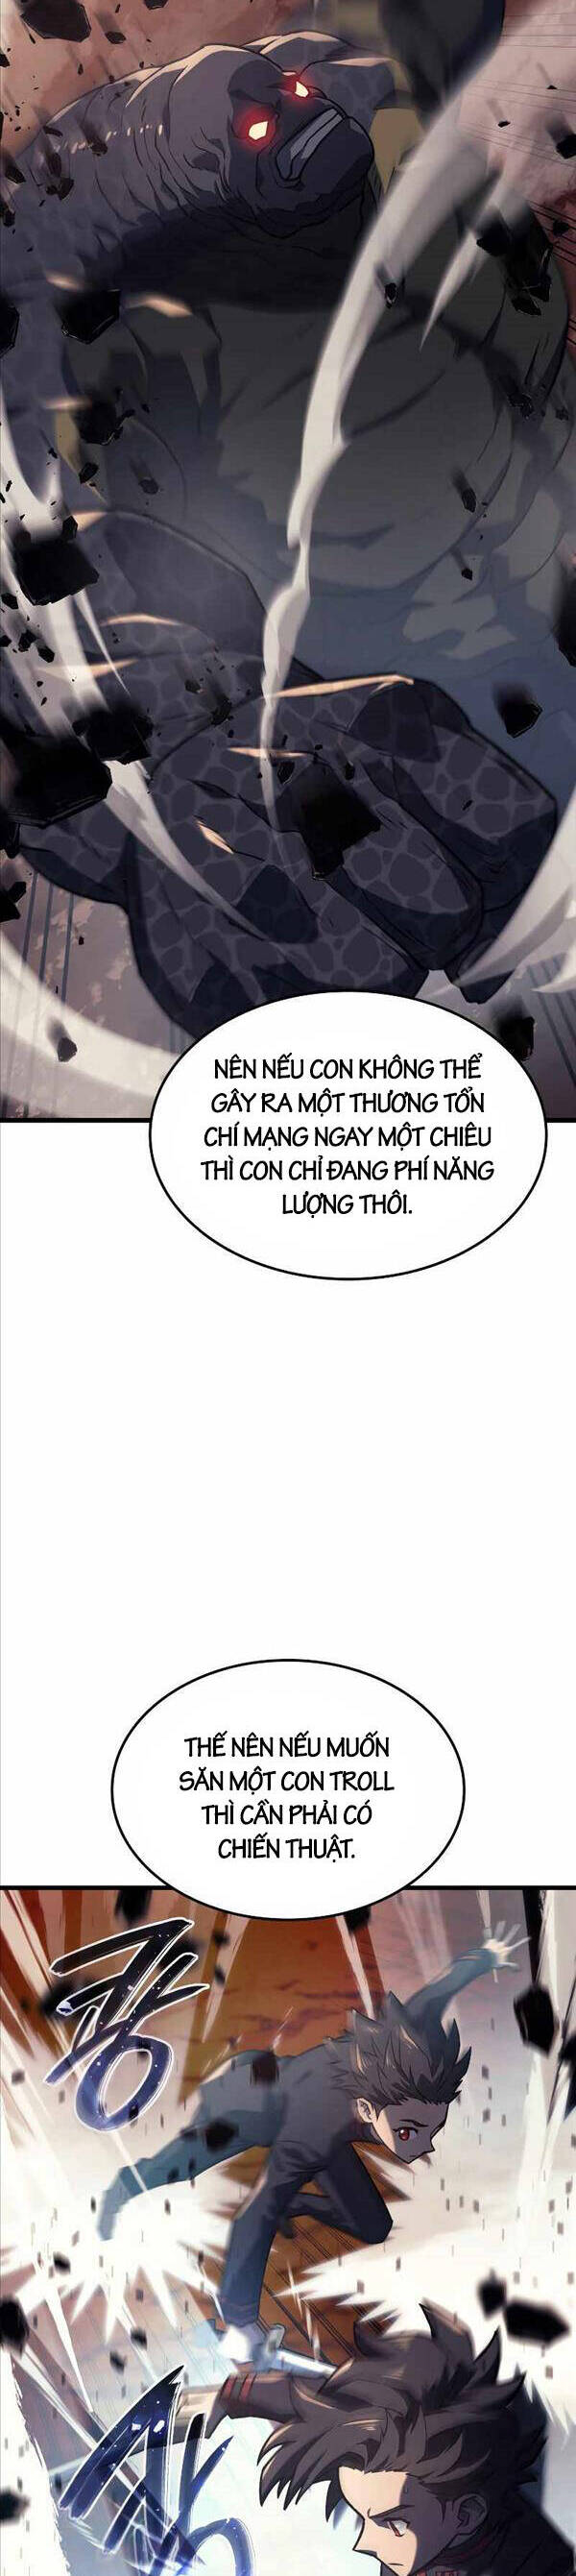 NÊN NẾU CON KHÔNG THỂ
GÂY RA MỘT THƯƠNG TỔN
CHÍ MẠNG NGAY MỘT CHIÊU
THÌ CON CHỈ ĐANG PHÍ NĂNG
LƯỢNG THÔI.
THẾ NÊN NẾU MUỐN
SĂN MỘT CON TROLL
THÌ CẦN PHẢI CÓ
CHIẾN THUẬT.